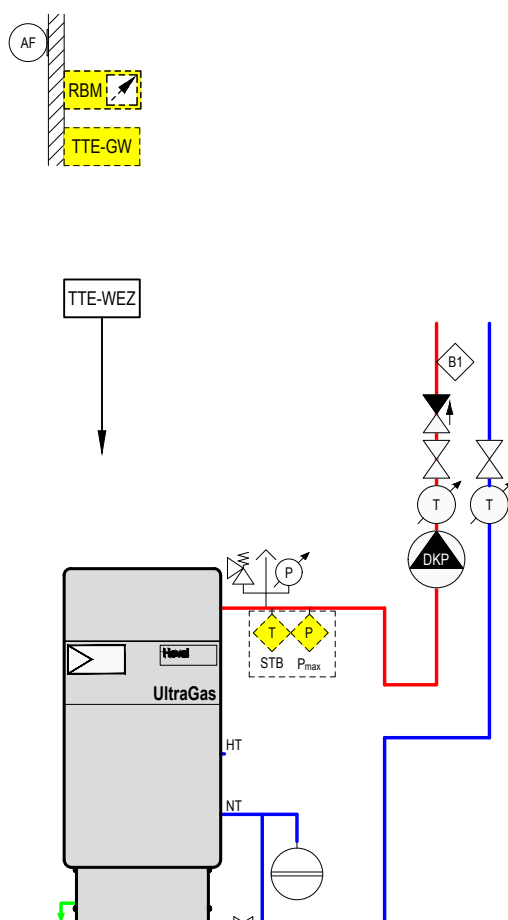 AF
RBM
TTE-GW
TTE-WEZ
B1
T T
DKP
P
T P
STB Pmax
Hoval
UltraGas
HT
NT